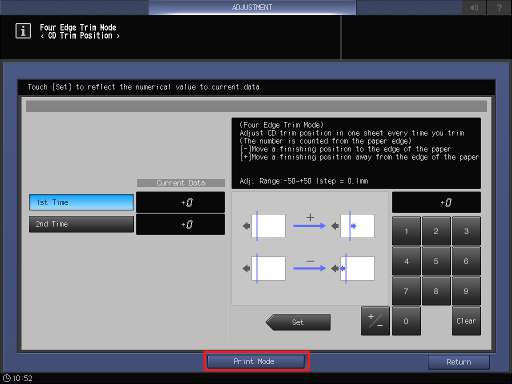 ADJUSTMENT
Four Edge Trim Mode
< CD Trim Position >
Touch [Set] to reflect the numerical value to current data
(Four Edge Trim Mode)
Adjust CD trim position in one sheet every time you trim
(The number is counted from the paper edge)
[-]Move a finishing position to the edge of the paper
[+]Move a finishing position away from the edge of the paper
Adj. Range:-50~+50 1step = 0.1mm
Current Data
1st Time
+0
2nd Time
+0
+0
+
−
1 2 3
4 5 6
7 8 9
+/− 0 Clear
Set
Print Mode
Return
10:52